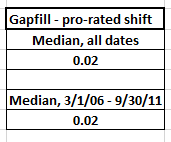 Gapfill - pro-rated shift
Median, all dates
0.02
Median, 3/1/06 - 9/30/11
0.02